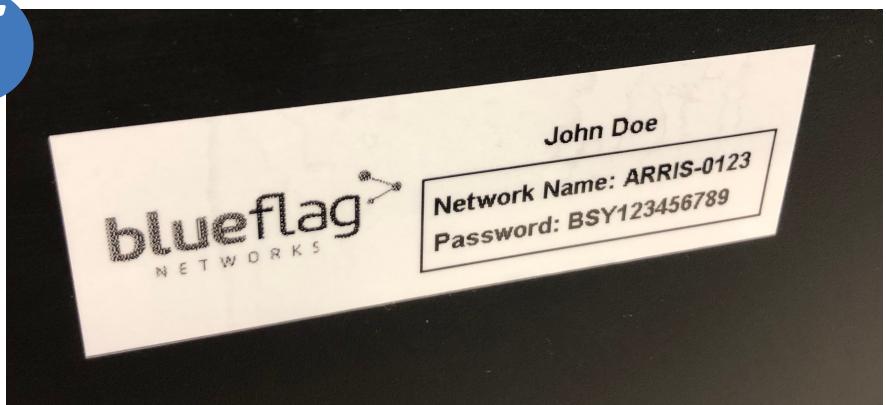 John Doe
blueflag
NETWORKS
Network Name: ARRIS-0123
Password: BSY123456789